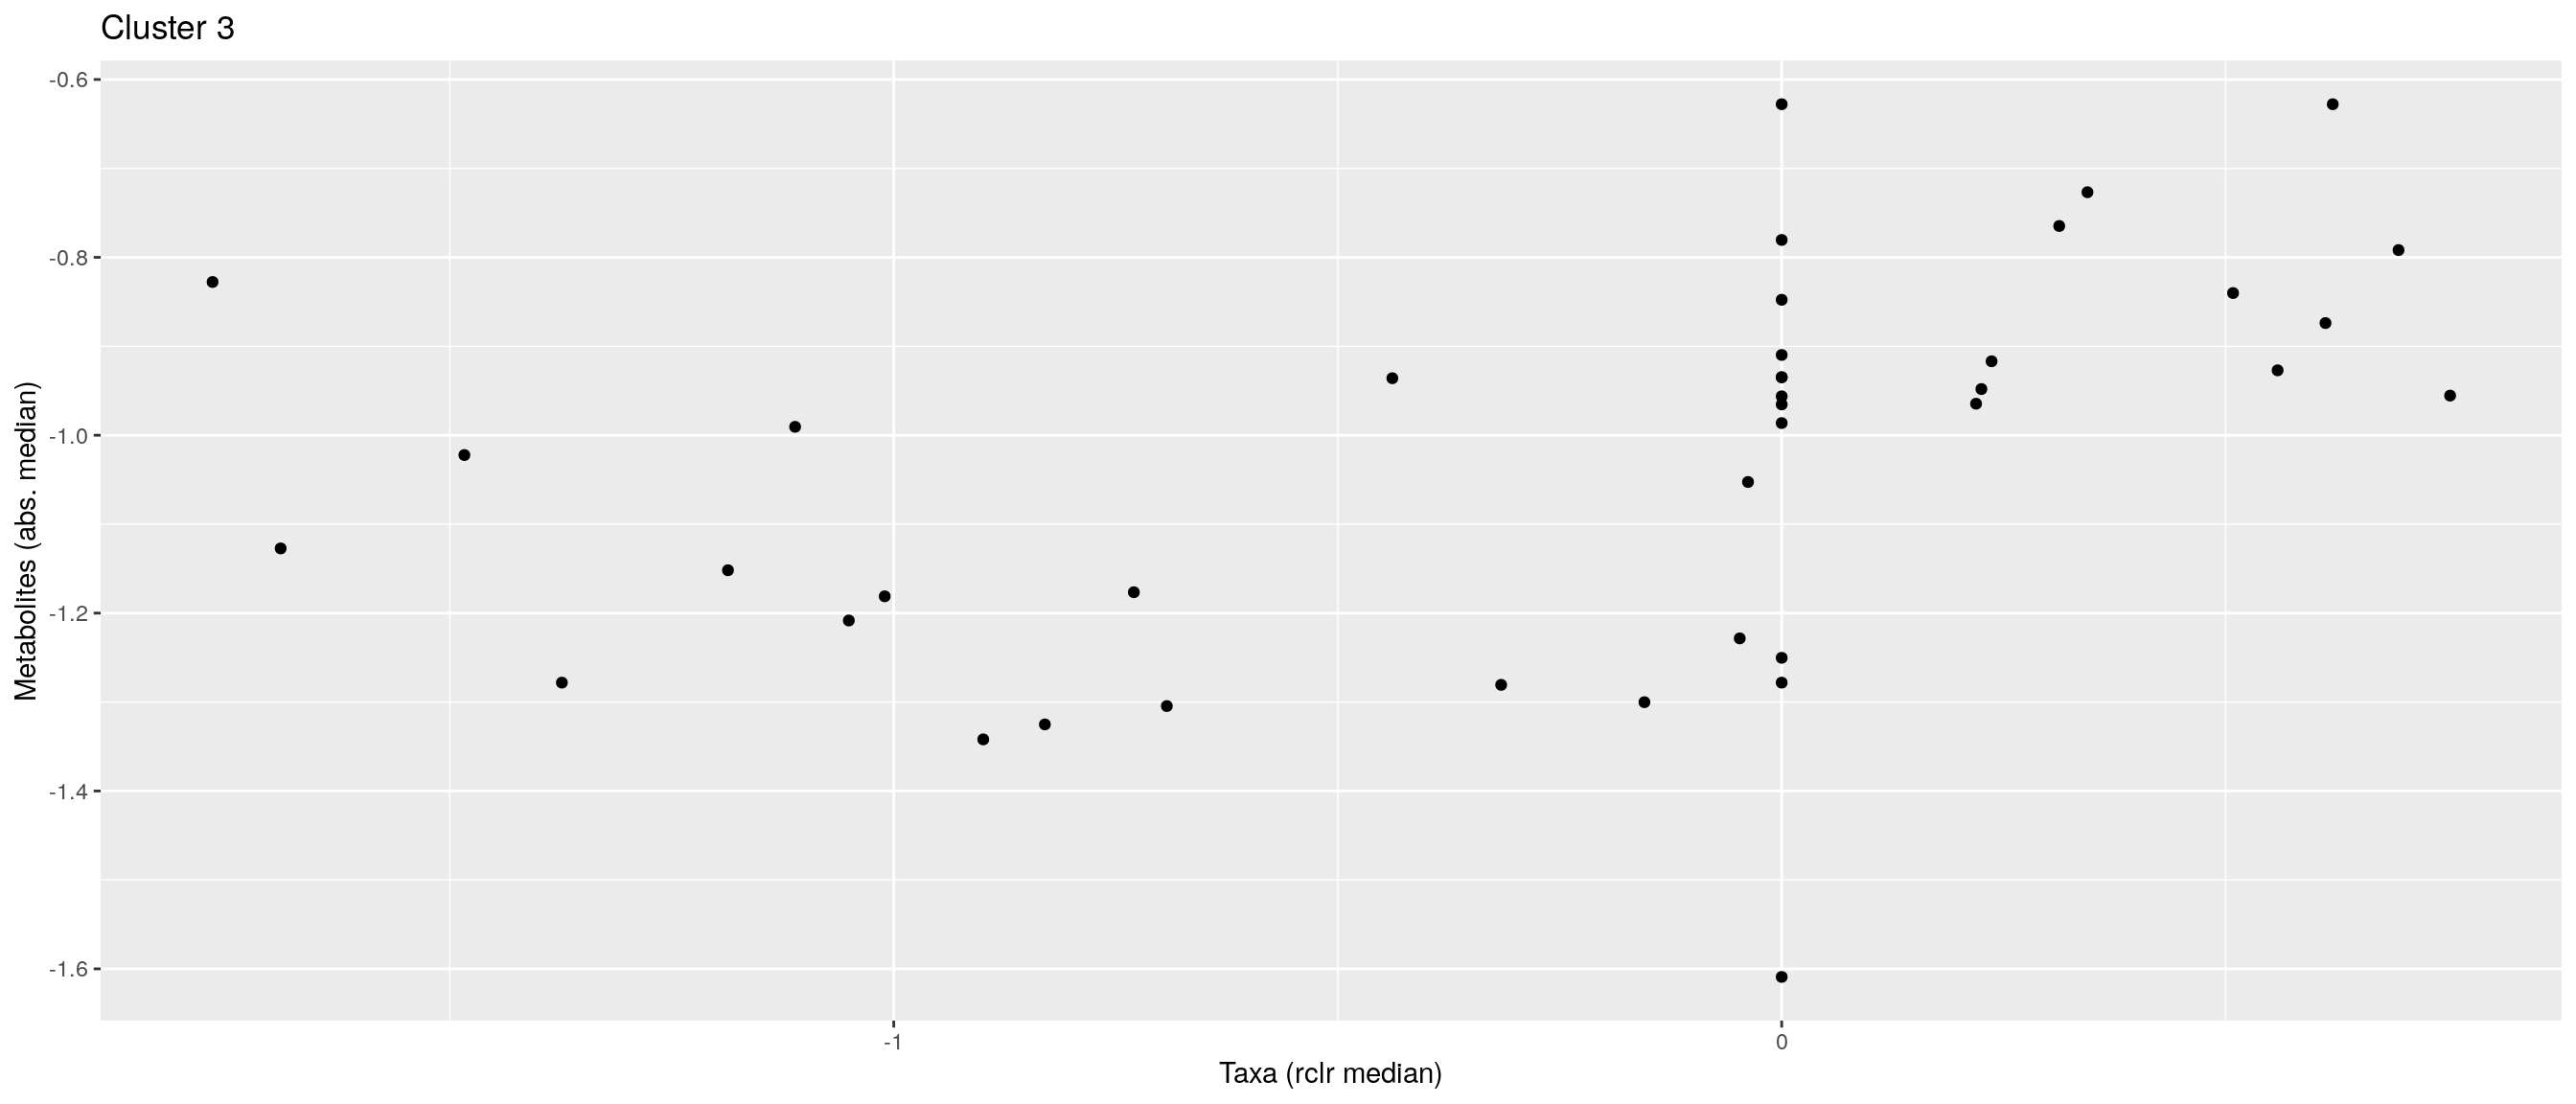 Cluster 3
-0.6
-0.8
-1.0
-1.2
-1.4
-1.6
Metabolites (abs. median)
-1
0
Taxa (rclr median)